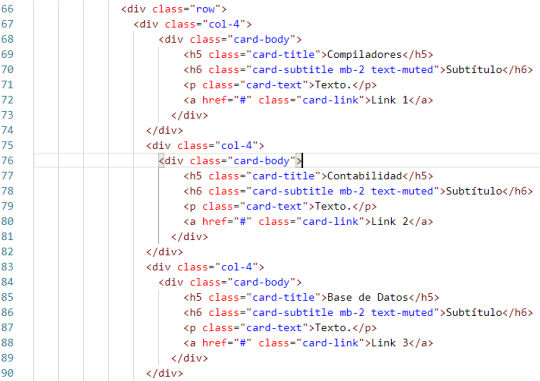 66 <div class="row">
67 <div class="col-4">
68 <div class="card-body">
69 <h5 class="card-title">Compiladores</h5>
70 <h6 class="card-subtitle mb-2 text-muted">Subtítulo</h6>
71 <p class="card-text">Texto.</p>
72 <a href="#" class="card-link">Link 1</a>
73 </div>
74 </div>
75 <div class="col-4">
76 <div class="card-body">
77 <h5 class="card-title">Contabilidad</h5>
78 <h6 class="card-subtitle mb-2 text-muted">Subtítulo</h6>
79 <p class="card-text">Texto.</p>
80 <a href="#" class="card-link">Link 2</a>
81 </div>
82 </div>
83 <div class="col-4">
84 <div class="card-body">
85 <h5 class="card-title">Base de Datos</h5>
86 <h6 class="card-subtitle mb-2 text-muted">Subtítulo</h6>
87 <p class="card-text">Texto.</p>
88 <a href="#" class="card-link">Link 3</a>
89 </div>
90 </div>